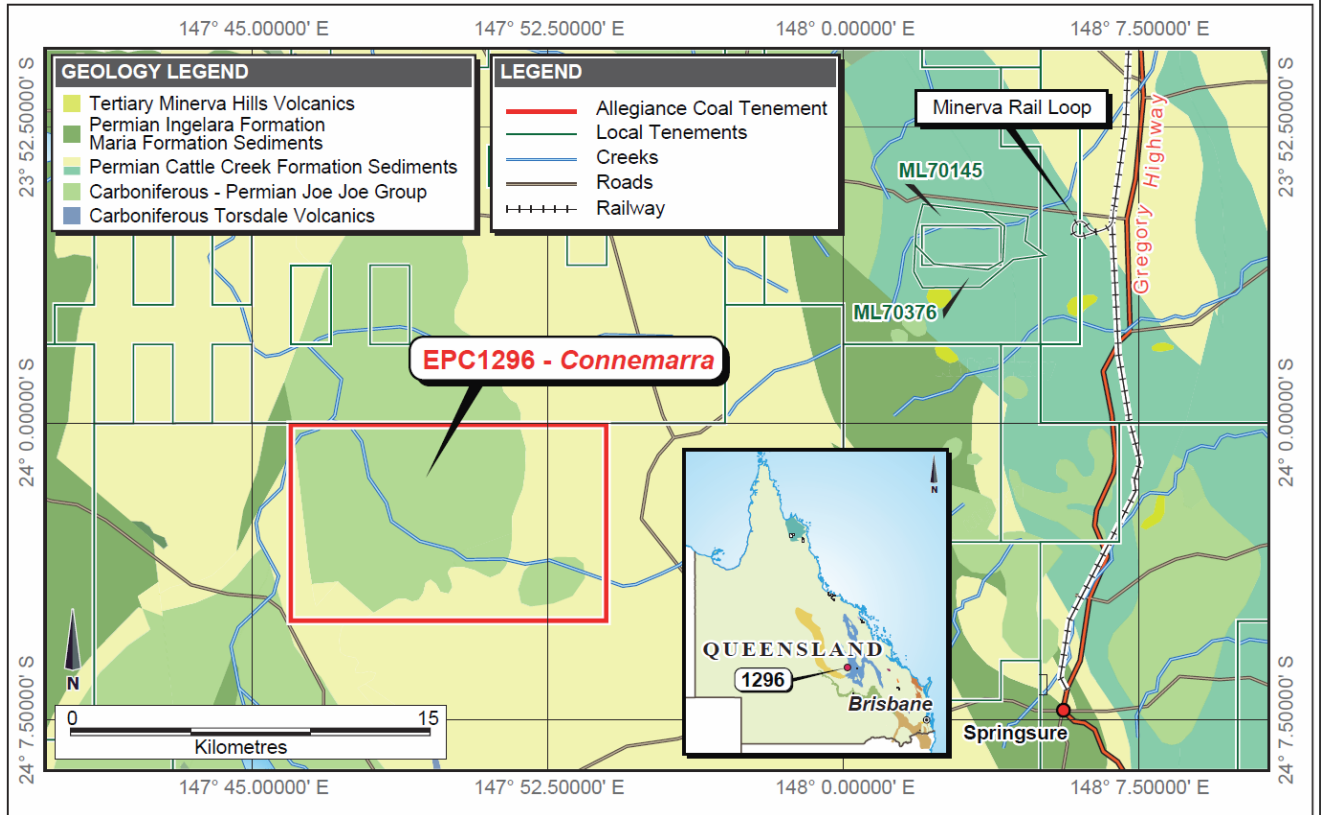 147° 45.00000' E
147° 52.50000' E
148° 0.00000' E
148° 7.50000' E
23° 52.50000' S
24° 0.00000' S
24° 7.50000' S
GEOLOGY LEGEND
Tertiary Minerva Hills Volcanics
Permian Ingelara Formation
Maria Formation Sediments
Permian Cattle Creek Formation Sediments
Carboniferous - Permian Joe Joe Group
Carboniferous Torsdale Volcanics
LEGEND
Allegiance Coal Tenement
Local Tenements
Creeks
Roads
Railway
Minerva Rail Loop
Gregory Highway
ML70145
ML70376
EPC1296 - Connemarra
N
QUEENSLAND
1296
Brisbane
Springsure
N
0 15
Kilometres
23° 52.50000' S
24° 0.00000' S
24° 7.50000' S
147° 45.00000' E
147° 52.50000' E
148° 0.00000' E
148° 7.50000' E